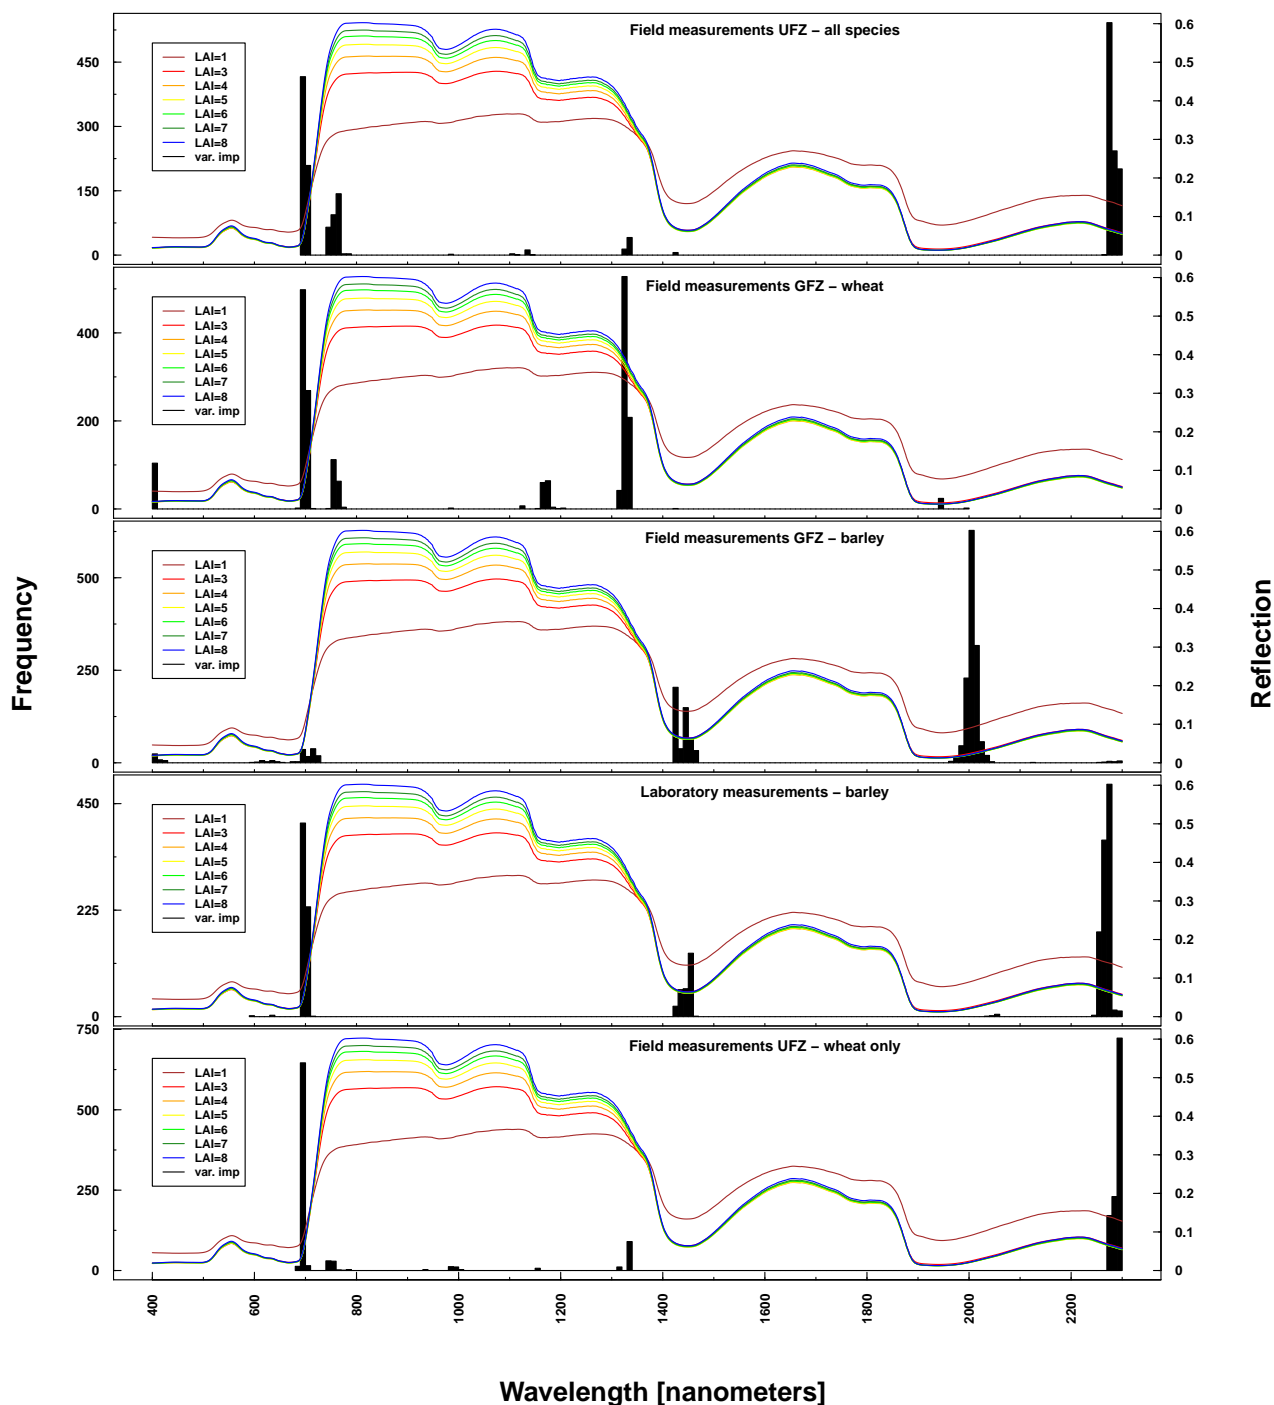 Field measurements UFZ – all species
LAI=1
LAI=3
LAI=4
LAI=5
LAI=6
LAI=7
LAI=8
var. imp
450
300
150
0
0.6
0.5
0.4
0.3
0.2
0.1
0
Field measurements GFZ – wheat
LAI=1
LAI=3
LAI=4
LAI=5
LAI=6
LAI=7
LAI=8
var. imp
400
200
0
0.6
0.5
0.4
0.3
0.2
0.1
0
Field measurements GFZ – barley
LAI=1
LAI=3
LAI=4
LAI=5
LAI=6
LAI=7
LAI=8
var. imp
500
250
0
0.6
0.5
0.4
0.3
0.2
0.1
0
Laboratory measurements – barley
LAI=1
LAI=3
LAI=4
LAI=5
LAI=6
LAI=7
LAI=8
var. imp
450
225
0
0.6
0.5
0.4
0.3
0.2
0.1
0
Field measurements UFZ – wheat only
LAI=1
LAI=3
LAI=4
LAI=5
LAI=6
LAI=7
LAI=8
var. imp
750
500
250
0
0.6
0.5
0.4
0.3
0.2
0.1
0
400
600
800
1000
1200
1400
1600
1800
2000
2200
Frequency
Reflection
Wavelength [nanometers]